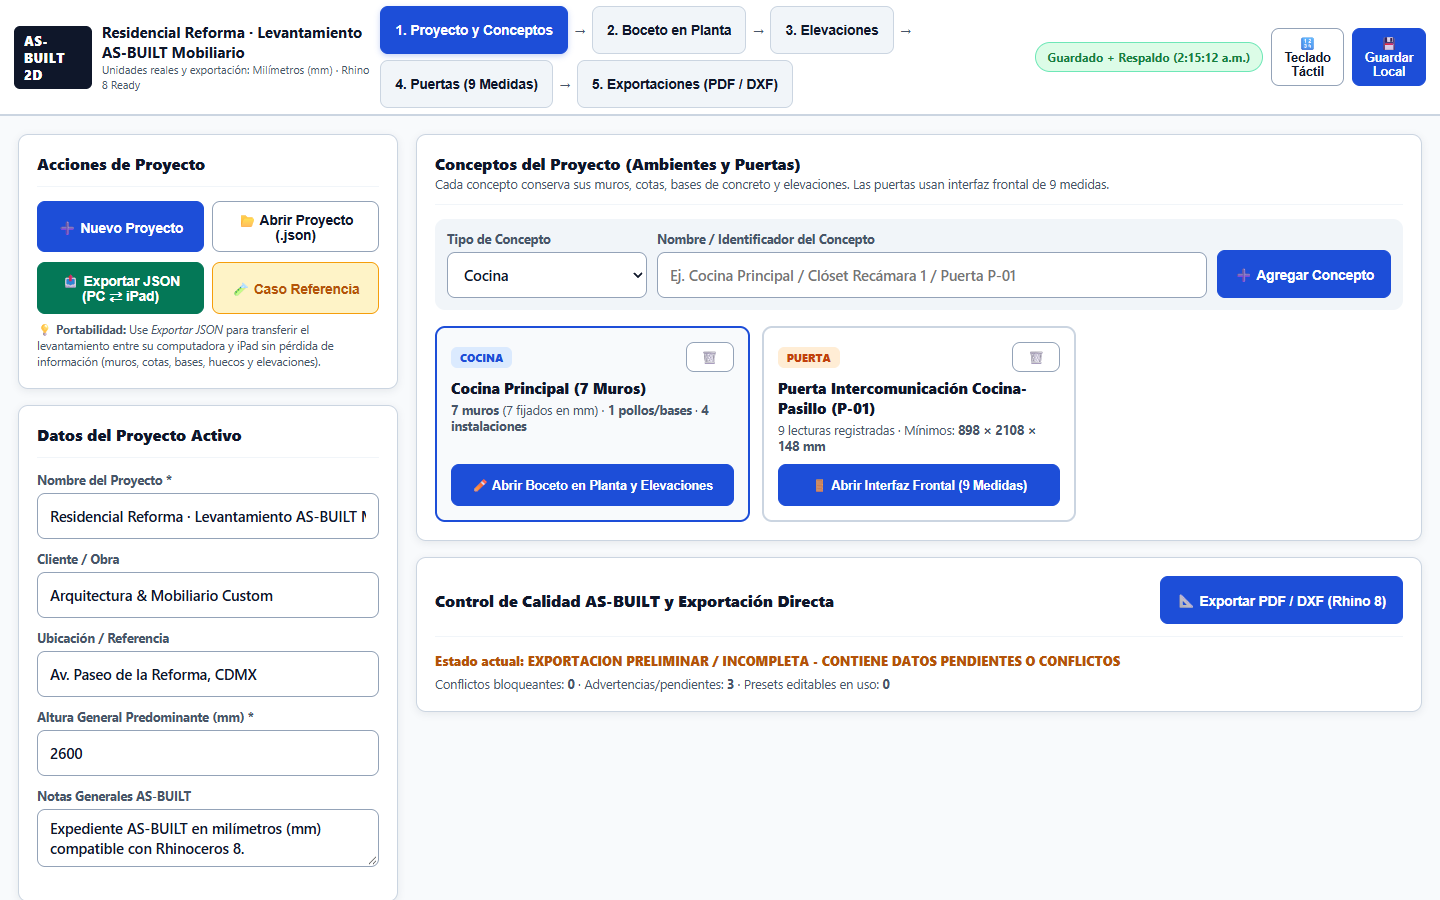 AS-
BUILT
2D
Residencial Reforma · Levantamiento
AS-BUILT Mobiliario
Unidades reales y exportación: Milímetros (mm) · Rhino
8 Ready
1. Proyecto y Conceptos → 2. Boceto en Planta → 3. Elevaciones →
4. Puertas (9 Medidas) → 5. Exportaciones (PDF / DXF)
Guardado + Respaldo (2:15:12 a.m.)
Teclado
Táctil
Guardar
Local
Acciones de Proyecto
Nuevo Proyecto
Abrir Proyecto
(.json)
Exportar JSON
(PC ⇄ iPad)
Caso Referencia
Portabilidad: Use Exportar JSON para transferir el
levantamiento entre su computadora y iPad sin pérdida de
información (muros, cotas, bases, huecos y elevaciones).
Datos del Proyecto Activo
Nombre del Proyecto *
Residencial Reforma · Levantamiento AS-BUILT
Cliente / Obra
Arquitectura & Mobiliario Custom
Ubicación / Referencia
Av. Paseo de la Reforma, CDMX
Altura General Predominante (mm) *
2600
Notas Generales AS-BUILT
Expediente AS-BUILT en milímetros (mm)
compatible con Rhinoceros 8.
Conceptos del Proyecto (Ambientes y Puertas)
Cada concepto conserva sus muros, cotas, bases de concreto y elevaciones. Las puertas usan interfaz frontal de 9 medidas.
Tipo de Concepto
Cocina
Nombre / Identificador del Concepto
Ej. Cocina Principal / Clóset Recámara 1 / Puerta P-01
Agregar Concepto
COCINA
Cocina Principal (7 Muros)
7 muros (7 fijados en mm) · 1 pollos/bases · 4
instalaciones
Abrir Boceto en Planta y Elevaciones
PUERTA
Puerta Intercomunicación Cocina-
Pasillo (P-01)
9 lecturas registradas · Mínimos: 898 × 2108 ×
148 mm
Abrir Interfaz Frontal (9 Medidas)
Control de Calidad AS-BUILT y Exportación Directa
Exportar PDF / DXF (Rhino 8)
Estado actual: EXPORTACION PRELIMINAR / INCOMPLETA - CONTIENE DATOS PENDIENTES O CONFLICTOS
Conflictos bloqueantes: 0 · Advertencias/pendientes: 3 · Presets editables en uso: 0